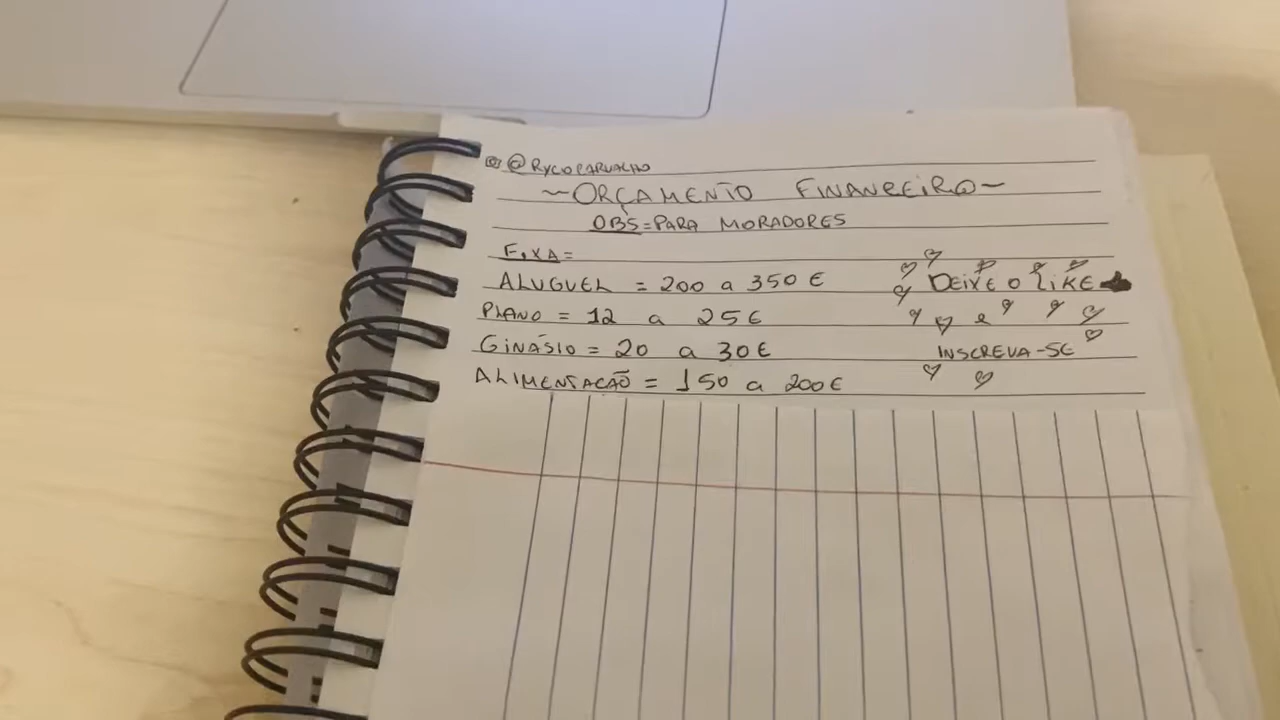 @RYCOCARVALHO
~ORÇAMENTO FINANCEIRO~
OBS=PARA MORADORES
FIXA=
ALUGUEL = 200 a 350 €
DEIXE O LIKE
PLANO = 12 a 25€
e
GINÁSIO = 20 a 30€
INSCREVA-SE
ALIMENTACÃO = 150 a 200€